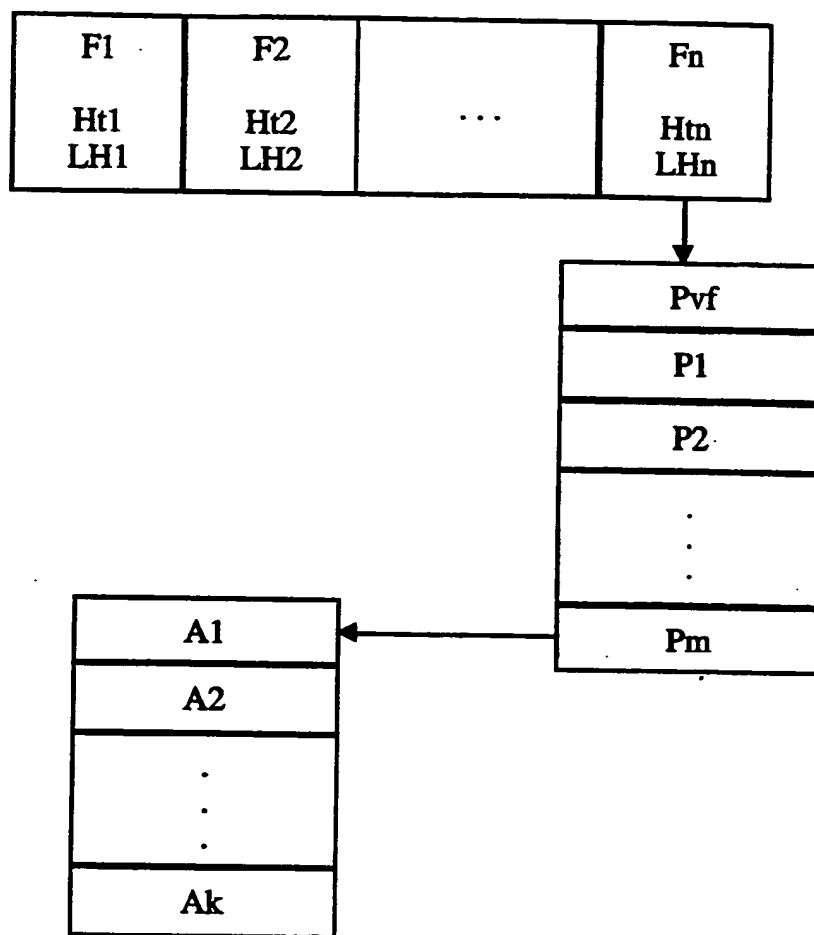 F1 F2 Fn
Ht1 Ht2 ... Htn
LH1 LH2 LHn
Pvf
P1
P2
.
.
.
Pm
A1
A2
.
.
.
Ak